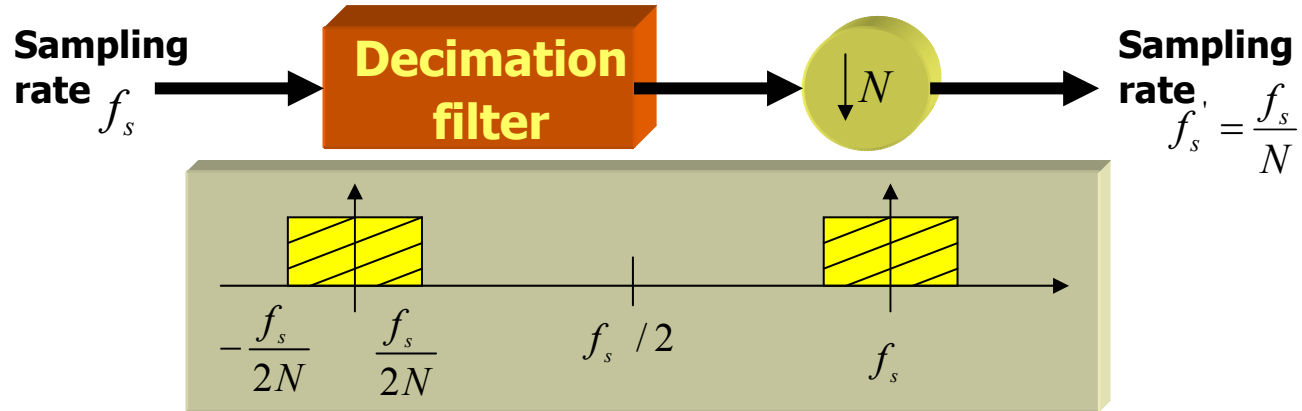 Sampling
rate f_s
Decimation
filter
↓N
Sampling
rate
f_s' = f_s/N
-f_s/2N
f_s/2N
f_s /2
f_s